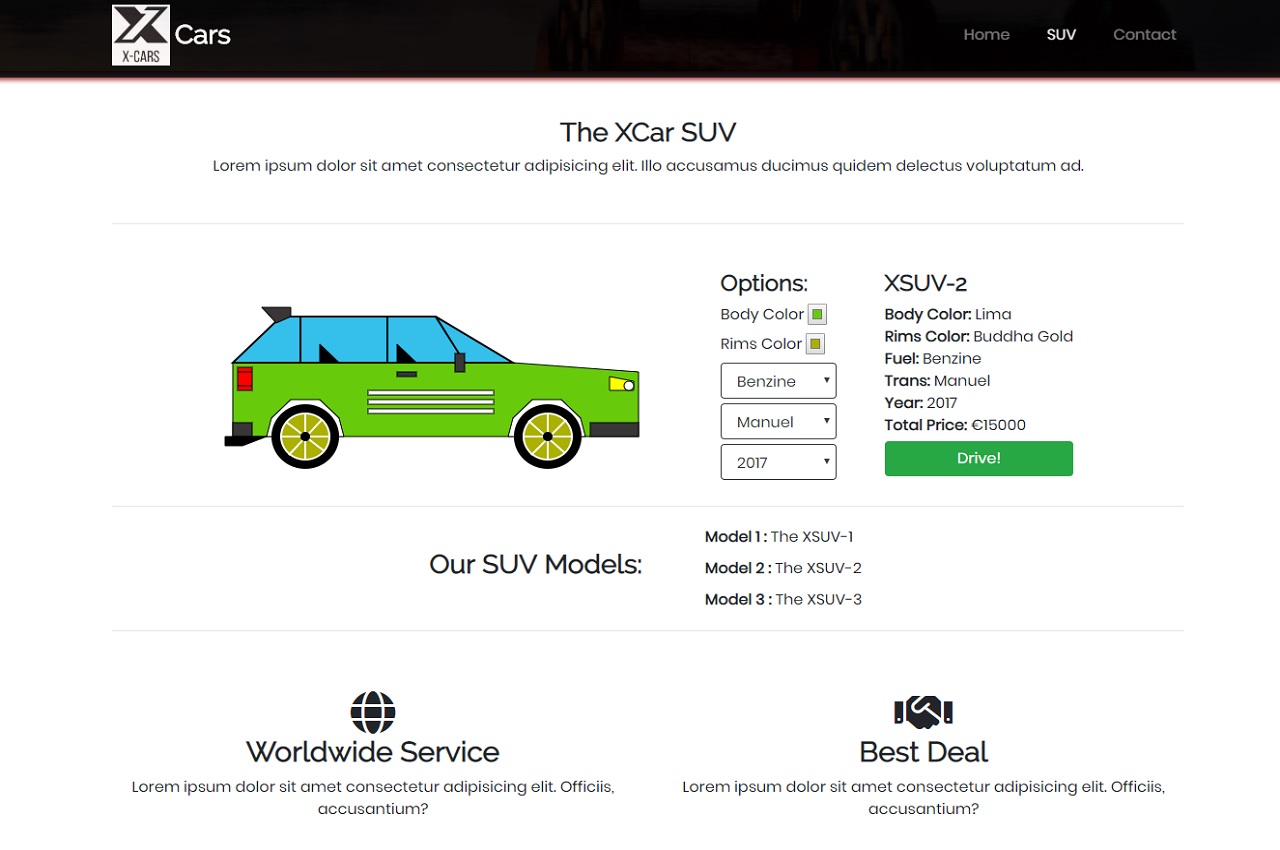 X-CARS
Cars
Home
SUV
Contact
The XCar SUV
Lorem ipsum dolor sit amet consectetur adipisicing elit. Illo accusamus ducimus quidem delectus voluptatum ad.
Options:
Body Color
Rims Color
Benzine
Manuel
2017
XSUV-2
Body Color: Lima
Rims Color: Buddha Gold
Fuel: Benzine
Trans: Manuel
Year: 2017
Total Price: €15000
Drive!
Our SUV Models:
Model 1 : The XSUV-1
Model 2 : The XSUV-2
Model 3 : The XSUV-3
Worldwide Service
Lorem ipsum dolor sit amet consectetur adipisicing elit. Officiis,
accusantium?
Best Deal
Lorem ipsum dolor sit amet consectetur adipisicing elit. Officiis,
accusantium?